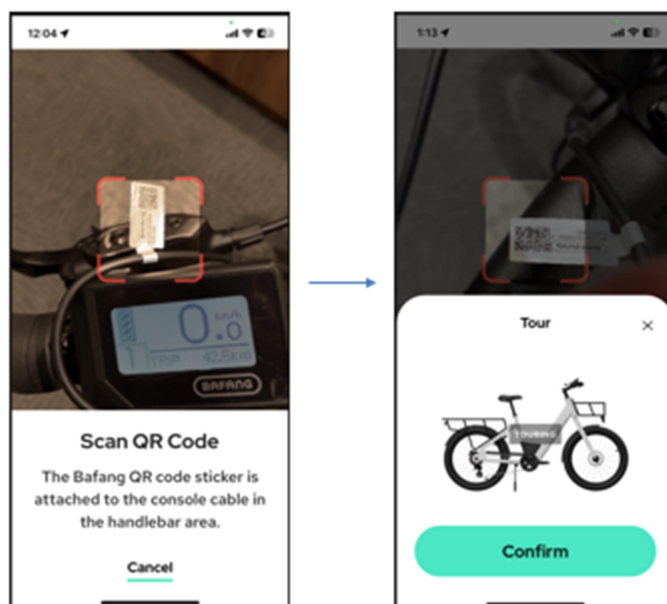 12:04
0.0 km/h
TRIP 42.5km
BAFANG
Scan QR Code
The Bafang QR code sticker is
attached to the console cable in
the handlebar area.
Cancel
1:13
BAFANG
Tour
TOURING
Confirm